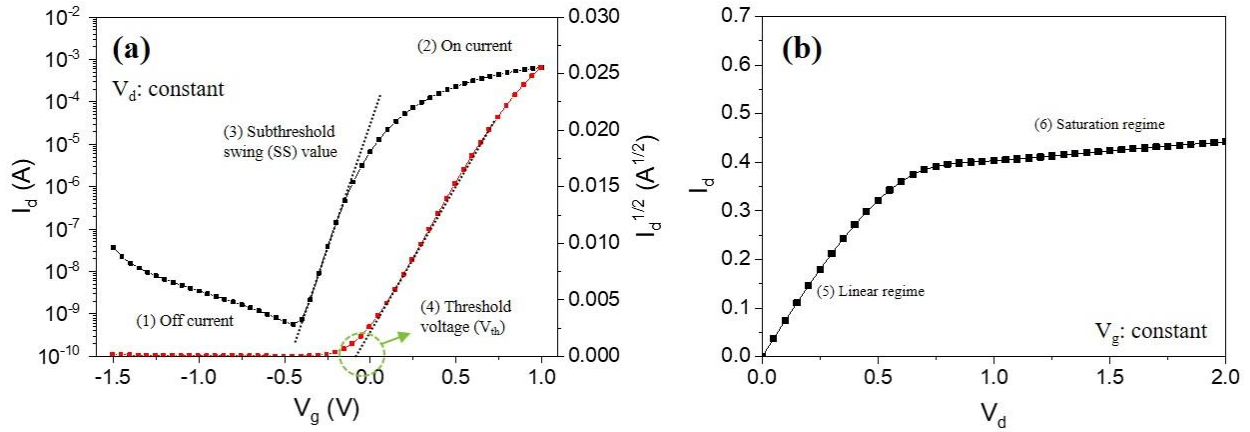 (a)
V_d: constant
(1) Off current
(2) On current
(3) Subthreshold
swing (SS) value
(4) Threshold
voltage (V_th)
10^-2
10^-3
10^-4
10^-5
10^-6
10^-7
10^-8
10^-9
10^-10
I_d (A)
0.030
0.025
0.020
0.015
0.010
0.005
0.000
I_d^1/2 (A^1/2)
-1.5 -1.0 -0.5 0.0 0.5 1.0
V_g (V)
(b)
(6) Saturation regime
(5) Linear regime
V_g: constant
0.7
0.6
0.5
0.4
0.3
0.2
0.1
0.0
I_d
0.0 0.5 1.0 1.5 2.0
V_d